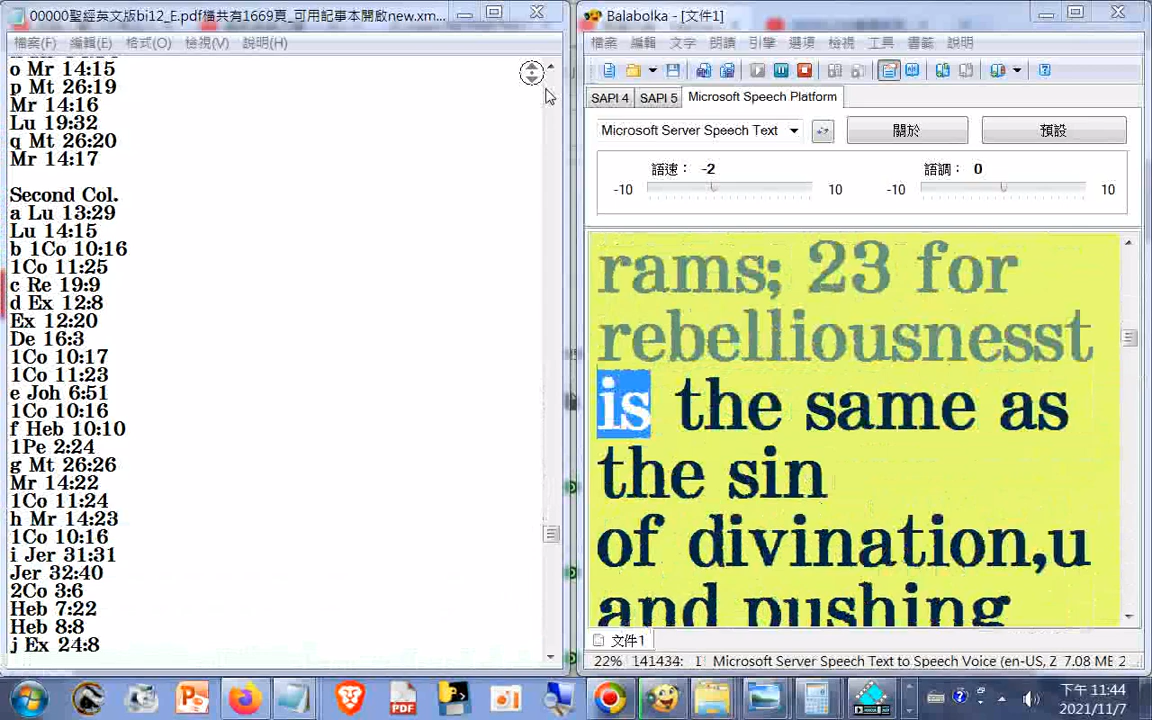 00000聖經英文版bi12_E.pdf檔共有1669頁_可用記事本開啟new.xm...
檔案(F) 編輯(E) 格式(O) 檢視(V) 說明(H)
o Mr 14:15
p Mt 26:19
Mr 14:16
Lu 19:32
q Mt 26:20
Mr 14:17
Second Col.
a Lu 13:29
Lu 14:15
b 1Co 10:16
1Co 11:25
c Re 19:9
d Ex 12:8
Ex 12:20
De 16:3
1Co 10:17
1Co 11:23
e Joh 6:51
1Co 10:16
f Heb 10:10
1Pe 2:24
g Mt 26:26
Mr 14:22
1Co 11:24
h Mr 14:23
1Co 10:16
i Jer 31:31
Jer 32:40
2Co 3:6
Heb 7:22
Heb 8:8
j Ex 24:8
Balabolka - [文件1]
檔案 編輯 文字 朗讀 引擎 選項 檢視 工具 書籤 說明
SAPI 4 SAPI 5 Microsoft Speech Platform
Microsoft Server Speech Text 關於 預設
語速： -2 語調： 0
-10 10 -10 10
rams; 23 for
rebelliousnesst
is the same as
the sin
of divination,u
and pushing
文件1
22% 141434: Microsoft Server Speech Text to Speech Voice (en-US, Z 7.08 ME 2
PDF
下午 11:44
2021/11/7